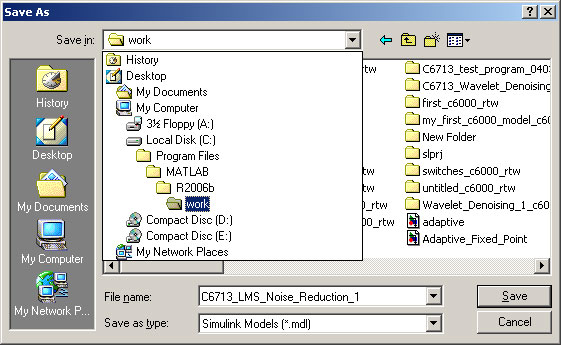 Save As
Save in: work
History
Desktop
My Documents
My Computer
3½ Floppy (A:)
Local Disk (C:)
Program Files
MATLAB
R2006b
work
Compact Disc (D:)
Compact Disc (E:)
My Network Places
rtw
rtw
C6713_test_program_040
C6713_Wavelet_Denoising
first_c6000_rtw
my_first_c6000_model_c6
New Folder
slprj
switches_c6000_rtw
untitled_c6000_rtw
Wavelet_Denoising_1_c60
adaptive
Adaptive_Fixed_Point
History
Desktop
My Documents
My Computer
My Network P...
File name: C6713_LMS_Noise_Reduction_1
Save
Save as type: Simulink Models (*.mdl)
Cancel